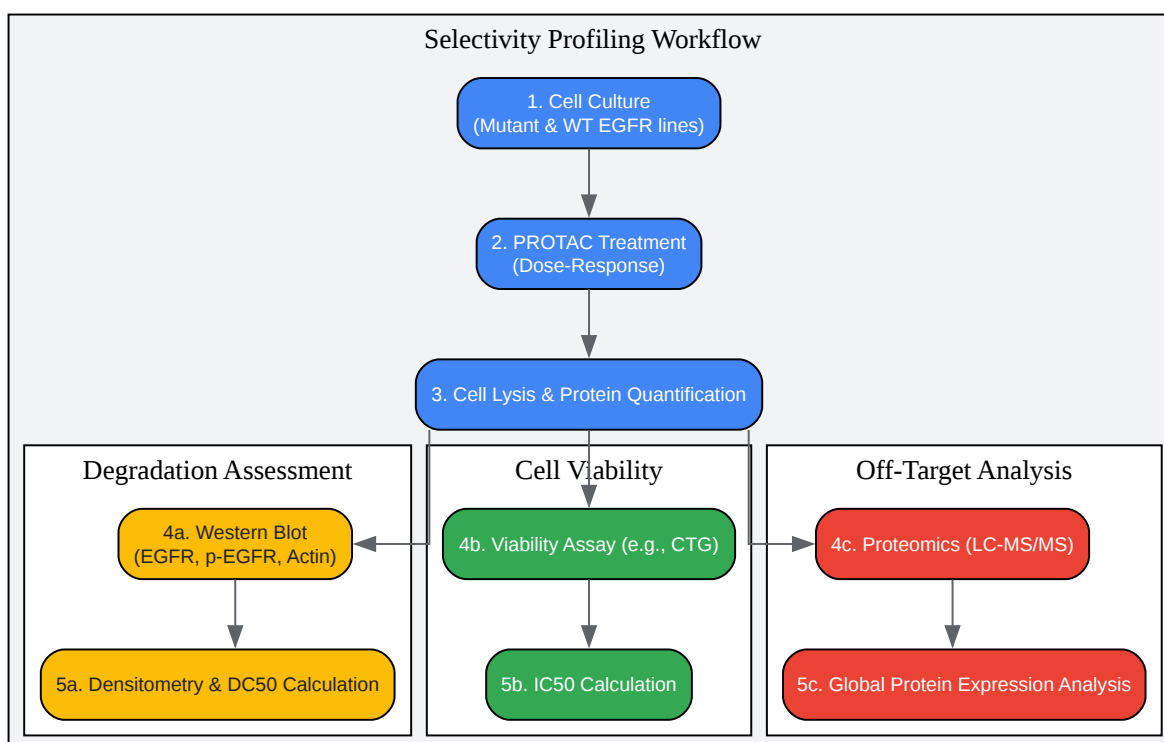 Selectivity Profiling Workflow
1. Cell Culture
(Mutant & WT EGFR lines)
2. PROTAC Treatment
(Dose-Response)
3. Cell Lysis & Protein Quantification
Degradation Assessment
Cell Viability
Off-Target Analysis
4a. Western Blot
(EGFR, p-EGFR, Actin)
4b. Viability Assay (e.g., CTG)
4c. Proteomics (LC-MS/MS)
5a. Densitometry & DC50 Calculation
5b. IC50 Calculation
5c. Global Protein Expression Analysis